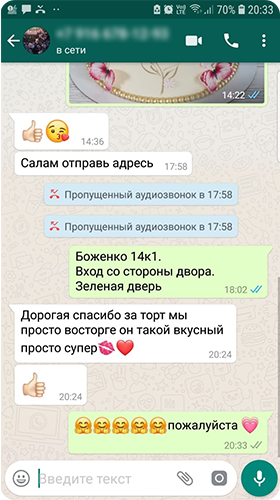 70% 20:33
в сети
14:22
👍🏻😘
14:36
Салам отправь адресь 17:58
Пропущенный аудиозвонок в 17:58
Пропущенный аудиозвонок в 17:58
Боженко 14к1.
Вход со стороны двора.
Зеленая дверь
18:02
Дорогая спасибо за торт мы
просто восторге он такой вкусный
просто супер💋❤️
20:24
👍🏻
20:24
🤗🤗🤗🤗🤗пожалуйста 💗
20:33
Введите текст